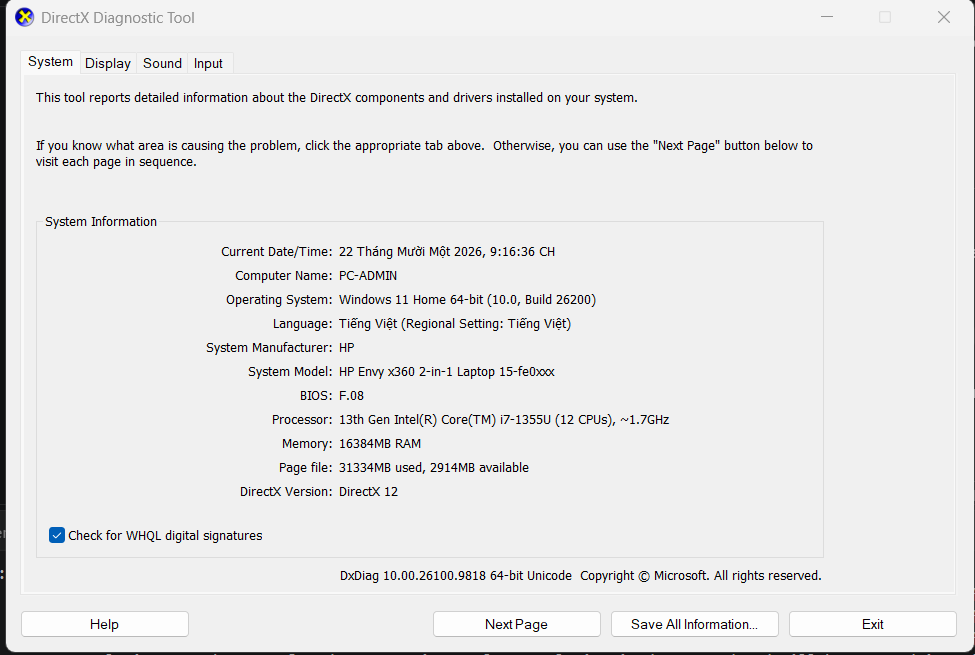 DirectX Diagnostic Tool
System Display Sound Input
This tool reports detailed information about the DirectX components and drivers installed on your system.
If you know what area is causing the problem, click the appropriate tab above.  Otherwise, you can use the "Next Page" button below to
visit each page in sequence.
System Information
Current Date/Time: 22 Tháng Mười Một 2026, 9:16:36 CH
Computer Name: PC-ADMIN
Operating System: Windows 11 Home 64-bit (10.0, Build 26200)
Language: Tiếng Việt (Regional Setting: Tiếng Việt)
System Manufacturer: HP
System Model: HP Envy x360 2-in-1 Laptop 15-fe0xxx
BIOS: F.08
Processor: 13th Gen Intel(R) Core(TM) i7-1355U (12 CPUs), ~1.7GHz
Memory: 16384MB RAM
Page file: 31334MB used, 2914MB available
DirectX Version: DirectX 12
Check for WHQL digital signatures
DxDiag 10.00.26100.9818 64-bit Unicode  Copyright © Microsoft. All rights reserved.
Help Next Page Save All Information... Exit